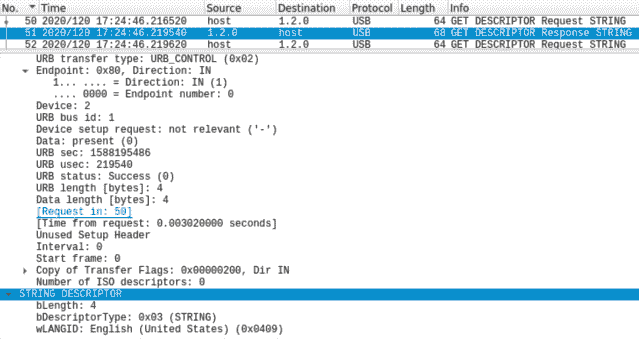 No. Time Source Destination Protocol Length Info
50 2020/120 17:24:46.216520 host 1.2.0 USB 64 GET DESCRIPTOR Request STRING
51 2020/120 17:24:46.219540 1.2.0 host USB 68 GET DESCRIPTOR Response STRING
52 2020/120 17:24:46.219620 host 1.2.0 USB 64 GET DESCRIPTOR Request STRING
URB transfer type: URB_CONTROL (0x02)
Endpoint: 0x80, Direction: IN
1... .... = Direction: IN (1)
.... 0000 = Endpoint number: 0
Device: 2
URB bus id: 1
Device setup request: not relevant ('-')
Data: present (0)
URB sec: 1588195486
URB usec: 219540
URB status: Success (0)
URB length [bytes]: 4
Data length [bytes]: 4
[Request in: 50]
[Time from request: 0.003020000 seconds]
Unused Setup Header
Interval: 0
Start frame: 0
Copy of Transfer Flags: 0x00000200, Dir IN
Number of ISO descriptors: 0
STRING DESCRIPTOR
bLength: 4
bDescriptorType: 0x03 (STRING)
wLANGID: English (United States) (0x0409)